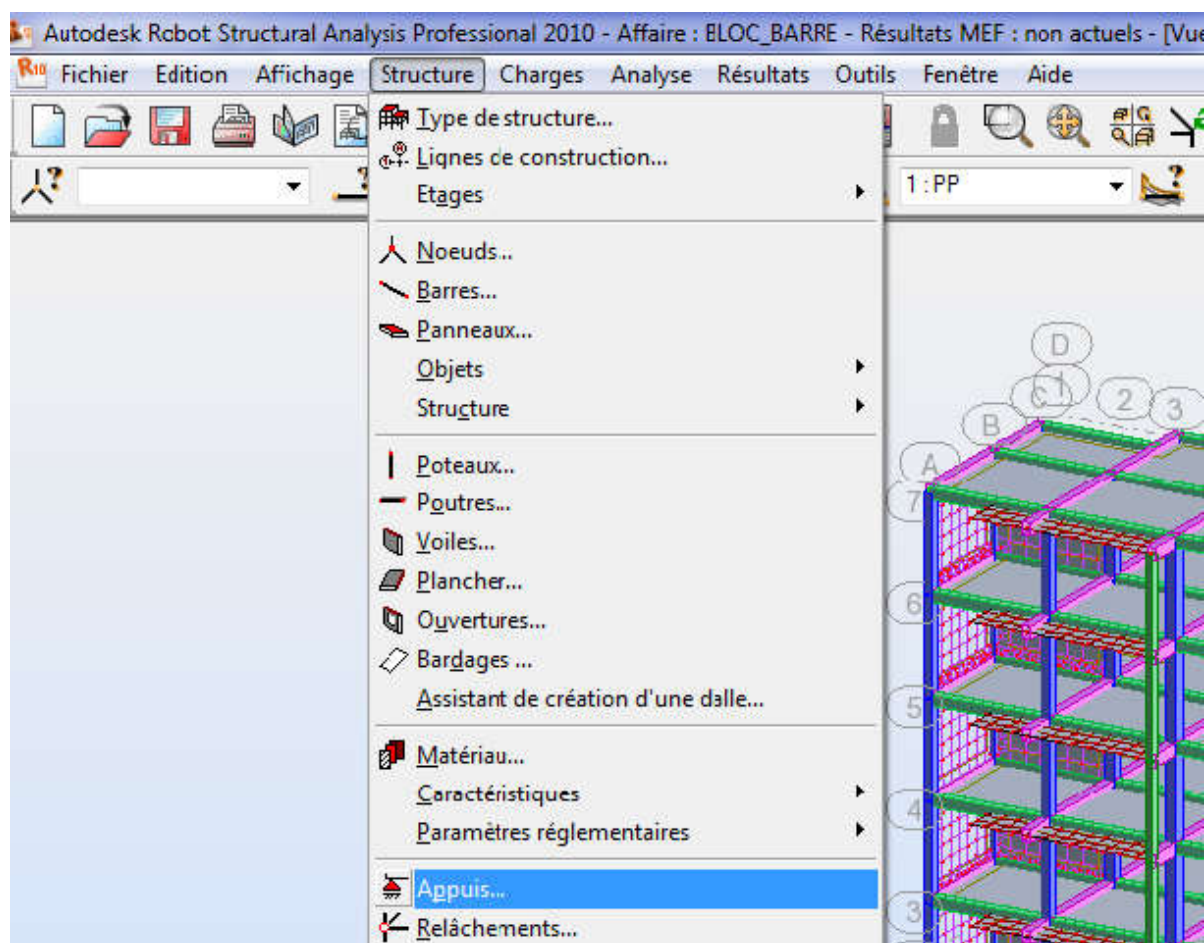 Autodesk Robot Structural Analysis Professional 2010 - Affaire : BLOC_BARRE - Résultats MEF : non actuels - [Vue
R10 Fichier Edition Affichage Structure Charges Analyse Résultats Outils Fenêtre Aide
1 : PP
Type de structure...
Lignes de construction...
Etages
Noeuds...
Barres...
Panneaux...
Objets
Structure
Poteaux...
Poutres...
Voiles...
Plancher...
Ouvertures...
Bardages ...
Assistant de création d'une dalle...
Matériau...
Caractéristiques
Paramètres réglementaires
Appuis...
Relâchements...
D
C 1 2 3
B
A
7
6
5
4
3